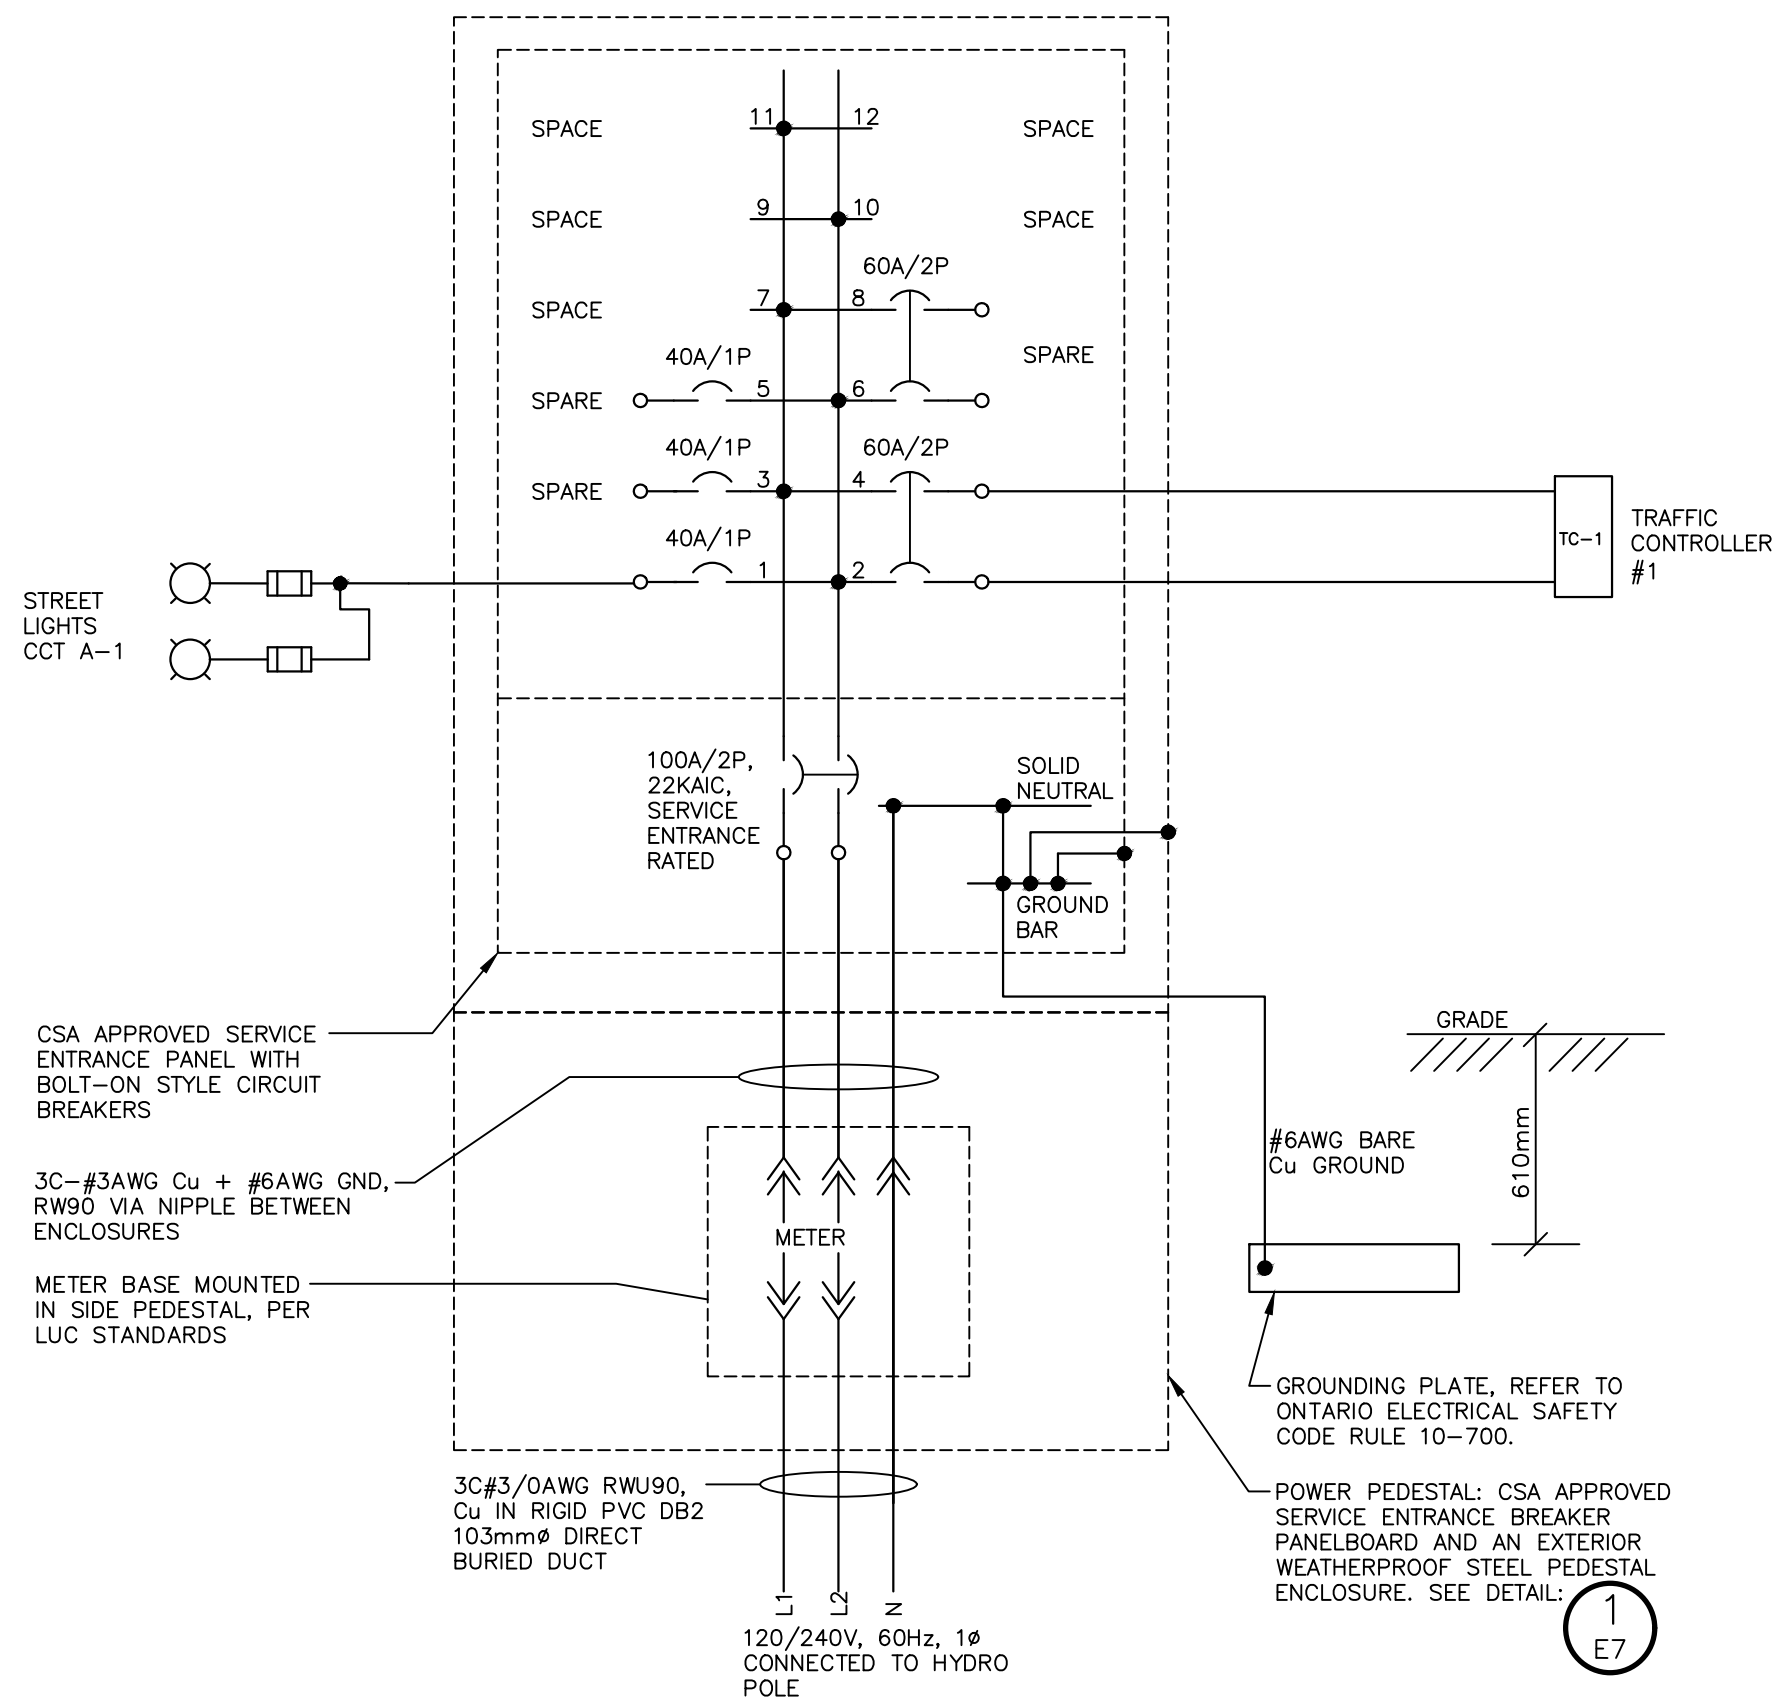 11
12
SPACE
SPACE
9
10
SPACE
SPACE
60A/2P
7
8
SPACE
40A/1P
SPARE
5
6
SPARE
40A/1P
60A/2P
3
4
SPARE
40A/1P
1
2
TC-1
TRAFFIC
CONTROLLER
#1
STREET
LIGHTS
CCT A-1
100A/2P,
22KAIC,
SERVICE
ENTRANCE
RATED
SOLID
NEUTRAL
GROUND
BAR
CSA APPROVED SERVICE
ENTRANCE PANEL WITH
BOLT-ON STYLE CIRCUIT
BREAKERS
GRADE
610mm
#6AWG BARE
Cu GROUND
3C-#3AWG Cu + #6AWG GND,
RW90 VIA NIPPLE BETWEEN
ENCLOSURES
METER
METER BASE MOUNTED
IN SIDE PEDESTAL, PER
LUC STANDARDS
GROUNDING PLATE, REFER TO
ONTARIO ELECTRICAL SAFETY
CODE RULE 10-700.
3C#3/0AWG RWU90,
Cu IN RIGID PVC DB2
103mmø DIRECT
BURIED DUCT
POWER PEDESTAL: CSA APPROVED
SERVICE ENTRANCE BREAKER
PANELBOARD AND AN EXTERIOR
WEATHERPROOF STEEL PEDESTAL
ENCLOSURE. SEE DETAIL:
1
E7
L1
L2
N
120/240V, 60Hz, 1ø
CONNECTED TO HYDRO
POLE